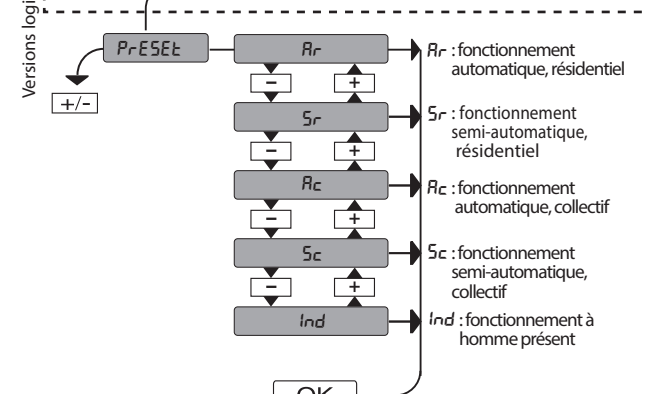 Versions logi
PrESEt
+/-
Ar
- +
Sr
- +
Ac
- +
Sc
- +
Ind
Ar : fonctionnement
automatique, résidentiel
Sr : fonctionnement
semi-automatique,
résidentiel
Ac : fonctionnement
automatique, collectif
Sc : fonctionnement
semi-automatique,
collectif
Ind : fonctionnement à
homme présent
OK